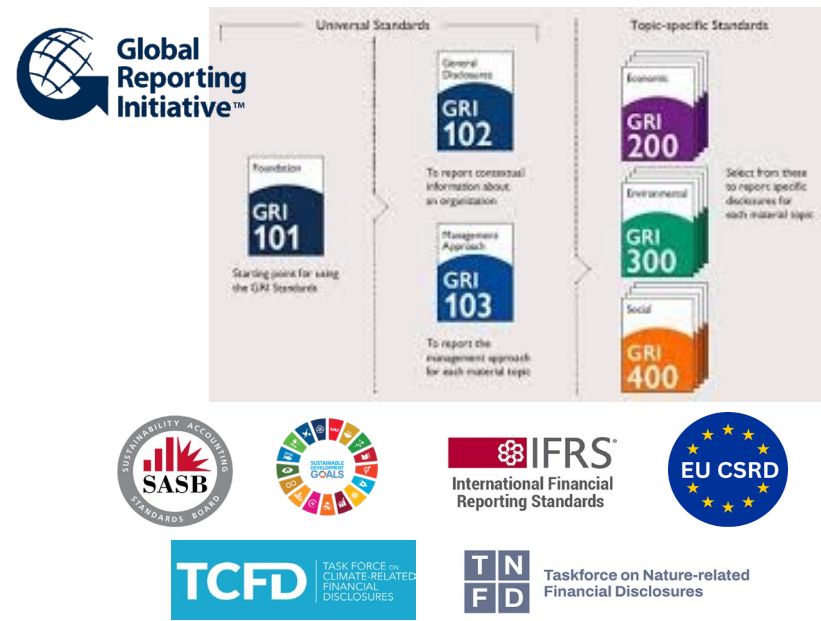 Global
Reporting
Initiative™
Universal Standards
Topic-specific Standards
Foundation
GRI
101
Starting point for using
the GRI Standards
General
Disclosures
GRI
102
To report contextual
information about
an organization
Management
Approach
GRI
103
To report the
management approach
for each material topic
Economic
GRI
200
Environmental
GRI
300
Social
GRI
400
Select from these
to report specific
disclosures for
each material topic
SUSTAINABILITY ACCOUNTING
SASB
STANDARDS BOARD
SUSTAINABLE
DEVELOPMENT
GOALS
IFRS®
International Financial
Reporting Standards
EU CSRD
TCFD
TASK FORCE ON
CLIMATE-RELATED
FINANCIAL
DISCLOSURES
TN
FD
Taskforce on Nature-related
Financial Disclosures